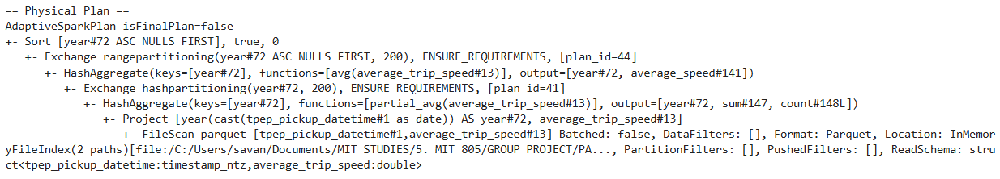 == Physical Plan ==
AdaptiveSparkPlan isFinalPlan=false
+- Sort [year#72 ASC NULLS FIRST], true, 0
   +- Exchange rangepartitioning(year#72 ASC NULLS FIRST, 200), ENSURE_REQUIREMENTS, [plan_id=44]
      +- HashAggregate(keys=[year#72], functions=[avg(average_trip_speed#13)], output=[year#72, average_speed#141])
         +- Exchange hashpartitioning(year#72, 200), ENSURE_REQUIREMENTS, [plan_id=41]
            +- HashAggregate(keys=[year#72], functions=[partial_avg(average_trip_speed#13)], output=[year#72, sum#147, count#148L])
               +- Project [year(cast(tpep_pickup_datetime#1 as date)) AS year#72, average_trip_speed#13]
                  +- FileScan parquet [tpep_pickup_datetime#1,average_trip_speed#13] Batched: false, DataFilters: [], Format: Parquet, Location: InMemor
yFileIndex(2 paths)[file:/C:/Users/savan/Documents/MIT STUDIES/5. MIT 805/GROUP PROJECT/PA..., PartitionFilters: [], PushedFilters: [], ReadSchema: stru
ct<tpep_pickup_datetime:timestamp_ntz,average_trip_speed:double>